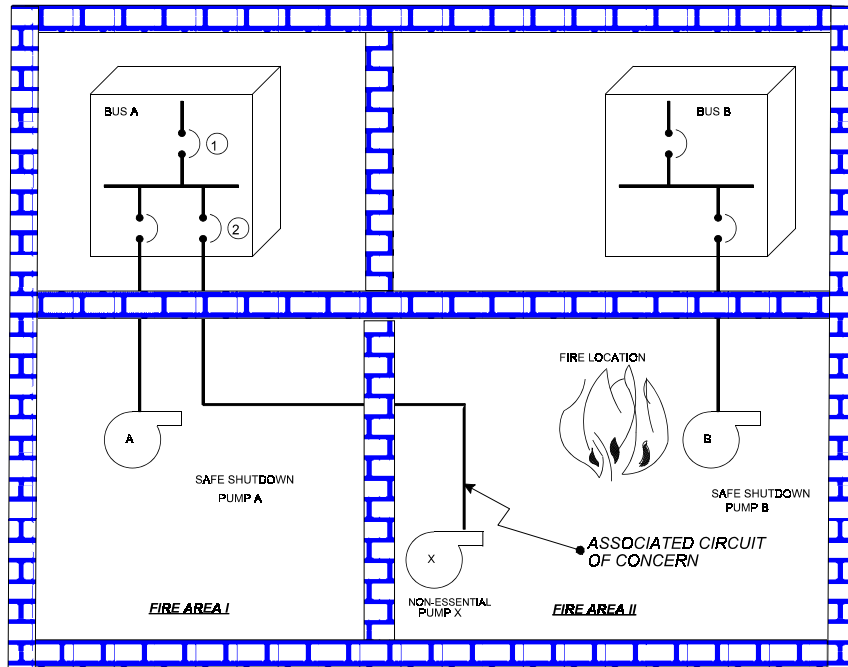 BUS A
1
2
BUS B
FIRE LOCATION
A
B
SAFE SHUTDOWN
PUMP A
SAFE SHUTDOWN
PUMP B
X
ASSOCIATED CIRCUIT
OF CONCERN
NON-ESSENTIAL
PUMP X
FIRE AREA I
FIRE AREA II